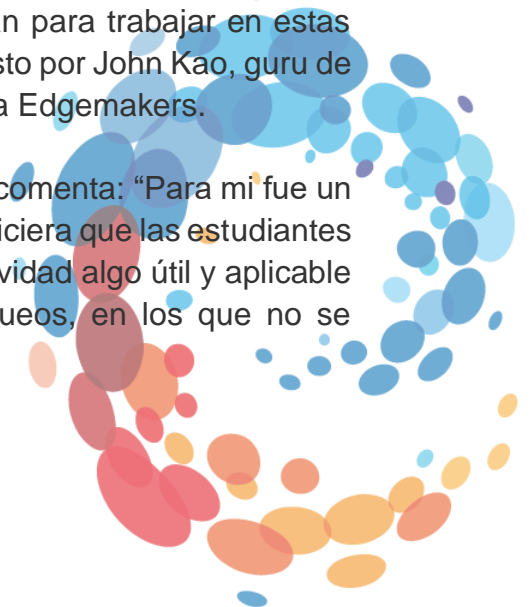 án para trabajar en estas
sto por John Kao, guru de
a Edgemakers.
comenta: “Para mi fue un
iciera que las estudiantes
vidad algo útil y aplicable
ueos, en los que no se